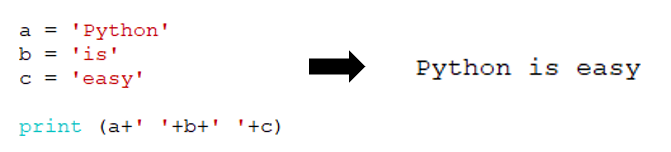 a = 'Python'
b = 'is'
c = 'easy'
print (a+' '+b+' '+c)
Python is easy